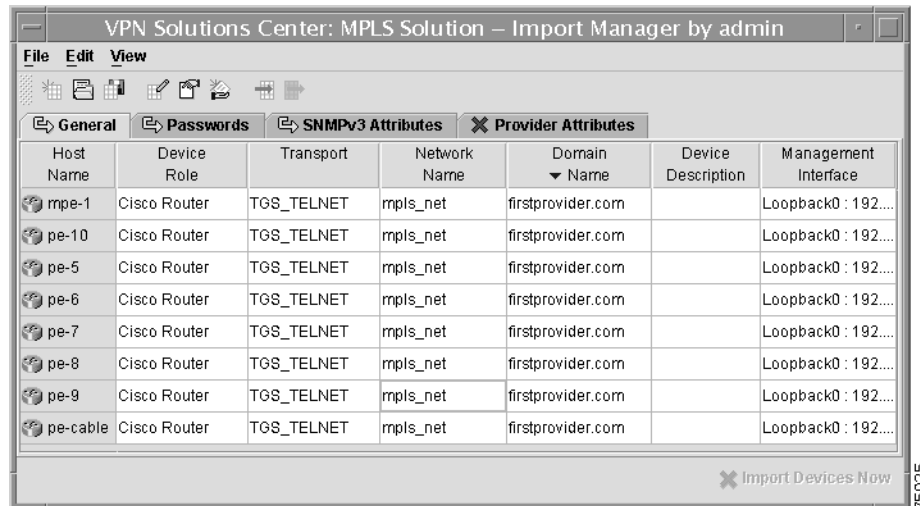 VPN Solutions Center: MPLS Solution – Import Manager by admin
File Edit View
General Passwords SNMPv3 Attributes Provider Attributes
Host Name Device Role Transport Network Name Domain Name Device Description Management Interface
mpe-1 Cisco Router TGS_TELNET mpls_net firstprovider.com Loopback0 : 192....
pe-10 Cisco Router TGS_TELNET mpls_net firstprovider.com Loopback0 : 192....
pe-5 Cisco Router TGS_TELNET mpls_net firstprovider.com Loopback0 : 192....
pe-6 Cisco Router TGS_TELNET mpls_net firstprovider.com Loopback0 : 192....
pe-7 Cisco Router TGS_TELNET mpls_net firstprovider.com Loopback0 : 192....
pe-8 Cisco Router TGS_TELNET mpls_net firstprovider.com Loopback0 : 192....
pe-9 Cisco Router TGS_TELNET mpls_net firstprovider.com Loopback0 : 192....
pe-cable Cisco Router TGS_TELNET mpls_net firstprovider.com Loopback0 : 192....
Import Devices Now